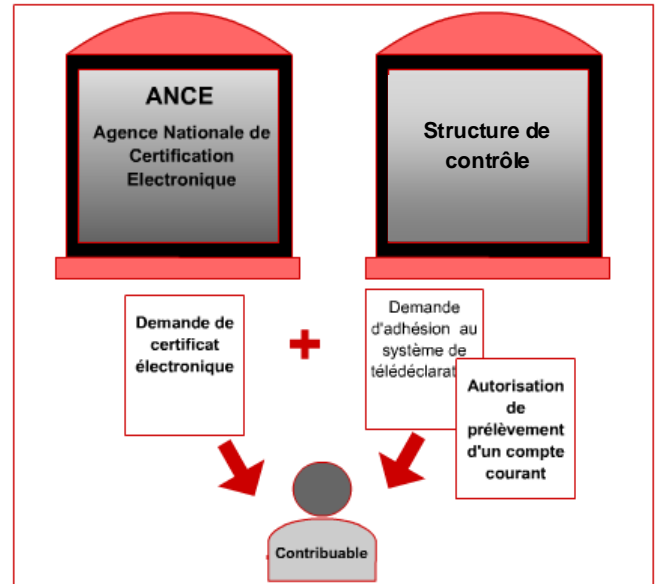 ANCE
Agence Nationale de
Certification
Electronique
Structure de
contrôle
Demande de
certificat
électronique
Demande
d'adhésion au
système de
Autorisation
de
prélèvement
d'un compte
courant
Contribuable